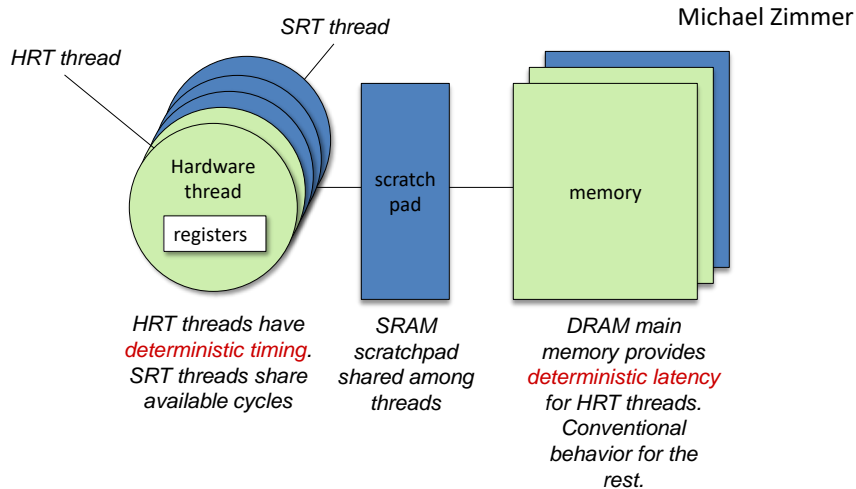 Michael Zimmer
SRT thread
HRT thread
Hardware
thread
registers
scratch
pad
memory
HRT threads have
deterministic timing.
SRT threads share
available cycles
SRAM
scratchpad
shared among
threads
DRAM main
memory provides
deterministic latency
for HRT threads.
Conventional
behavior for the
rest.